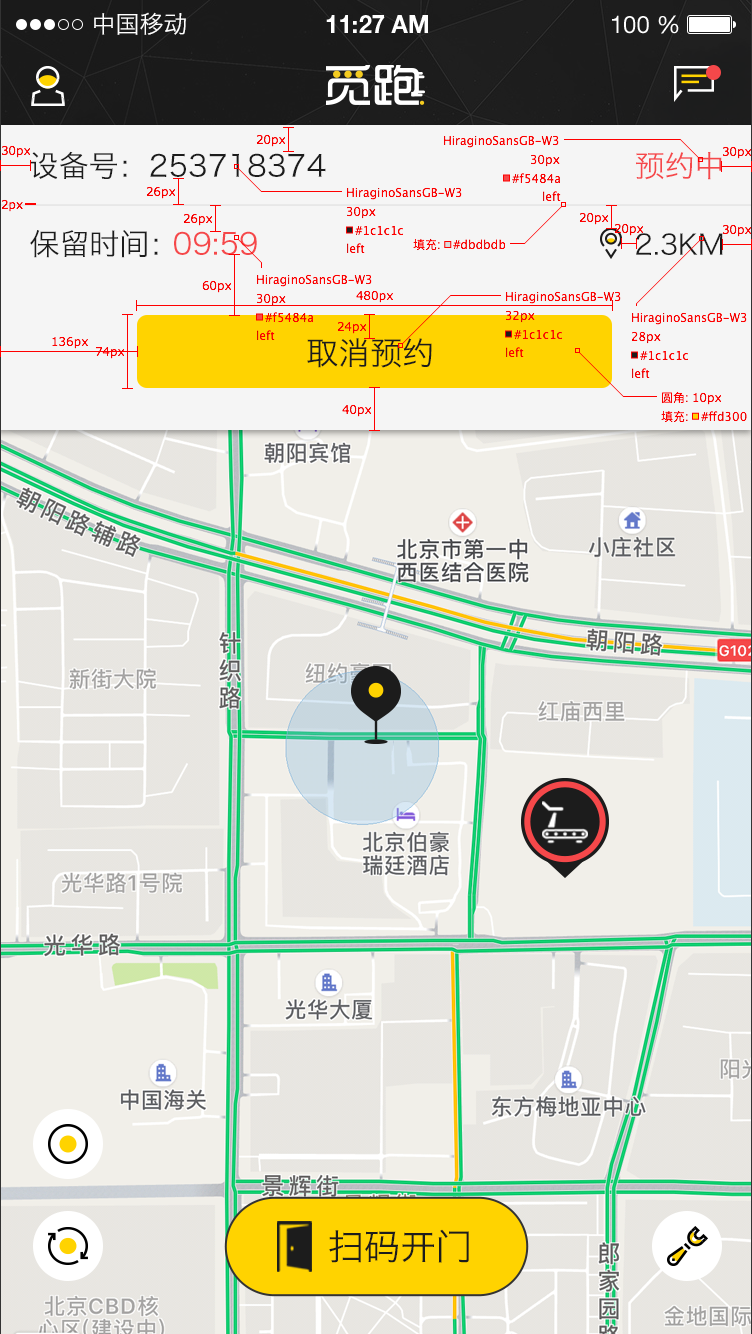 中国移动
11:27 AM
100 %
觅跑
20px
HiraginoSansGB-W3
30px
30px
设备号：253718374
预约中
30px
26px
HiraginoSansGB-W3
#f5484a
30px
left
2px
#1c1c1c
26px
left
填充: #dbdbdb
20px
20px
30px
保留时间：09:59
2.3KM
HiraginoSansGB-W3
30px
#f5484a
left
60px
480px
HiraginoSansGB-W3
32px
#1c1c1c
left
HiraginoSansGB-W3
28px
#1c1c1c
left
24px
136px
74px
取消预约
圆角: 10px
填充: #ffd300
40px
朝阳宾馆
朝阳路辅路
北京市第一中
西医结合医院
小庄社区
针织路
朝阳路
G102
新街大院
纽约豪园
红庙西里
北京伯豪
瑞廷酒店
光华路1号院
光华路
光华大厦
中国海关
东方梅地亚中心
阳光
景辉街
扫码开门
郎家园路
北京CBD核
心区(建设中)
金地国际